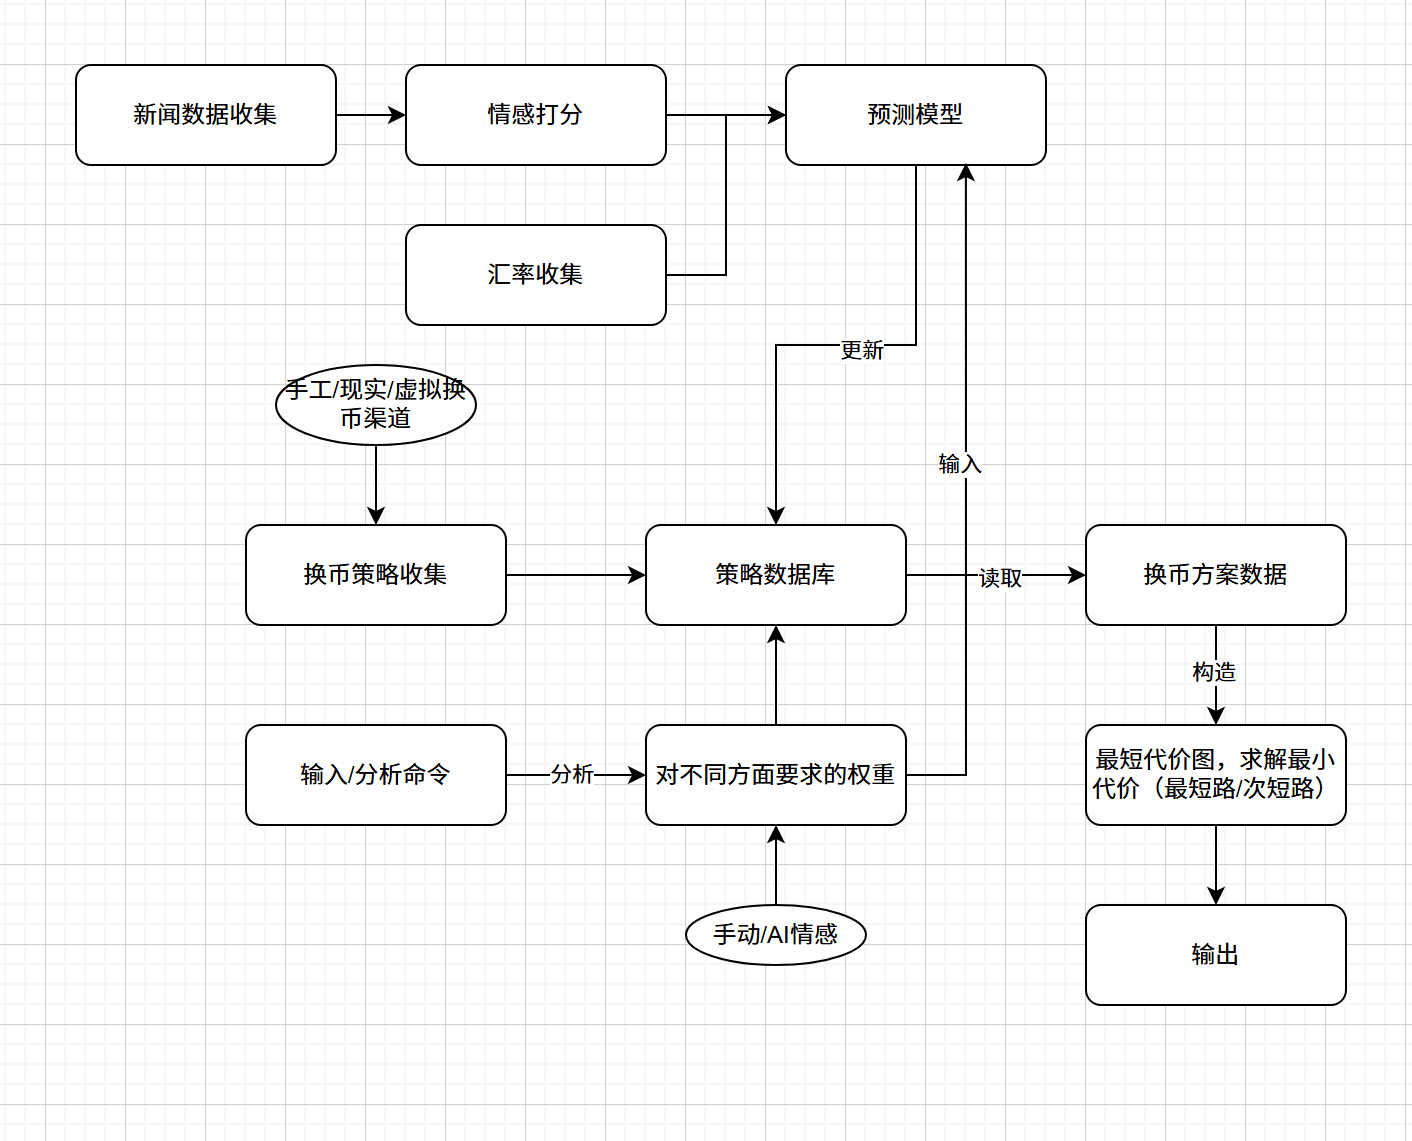 新闻数据收集
情感打分
预测模型
汇率收集
更新
手工/现实/虚拟换
币渠道
输入
换币策略收集
策略数据库
读取
换币方案数据
构造
输入/分析命令
分析
对不同方面要求的权重
最短代价图，求解最小
代价（最短路/次短路）
手动/AI情感
输出